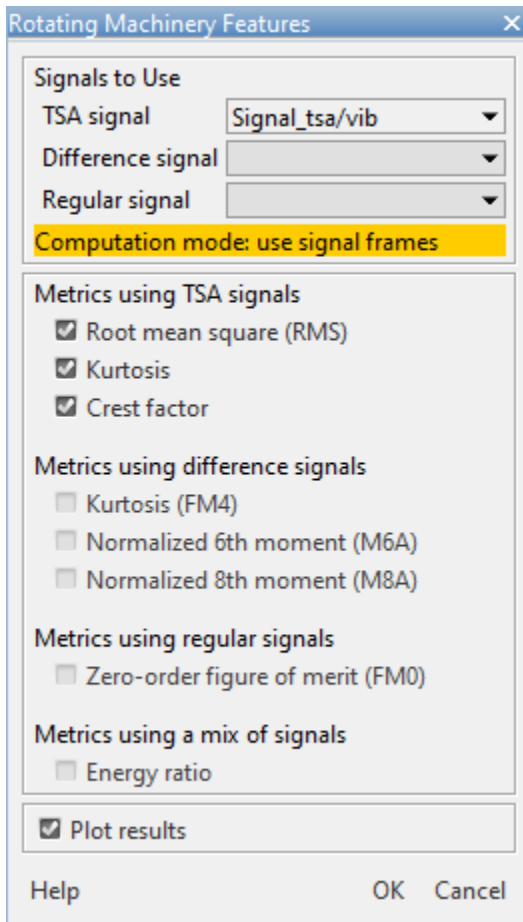 Rotating Machinery Features
Signals to Use
TSA signal Signal_tsa/vib
Difference signal
Regular signal
Computation mode: use signal frames
Metrics using TSA signals
Root mean square (RMS)
Kurtosis
Crest factor
Metrics using difference signals
Kurtosis (FM4)
Normalized 6th moment (M6A)
Normalized 8th moment (M8A)
Metrics using regular signals
Zero-order figure of merit (FM0)
Metrics using a mix of signals
Energy ratio
Plot results
Help OK Cancel